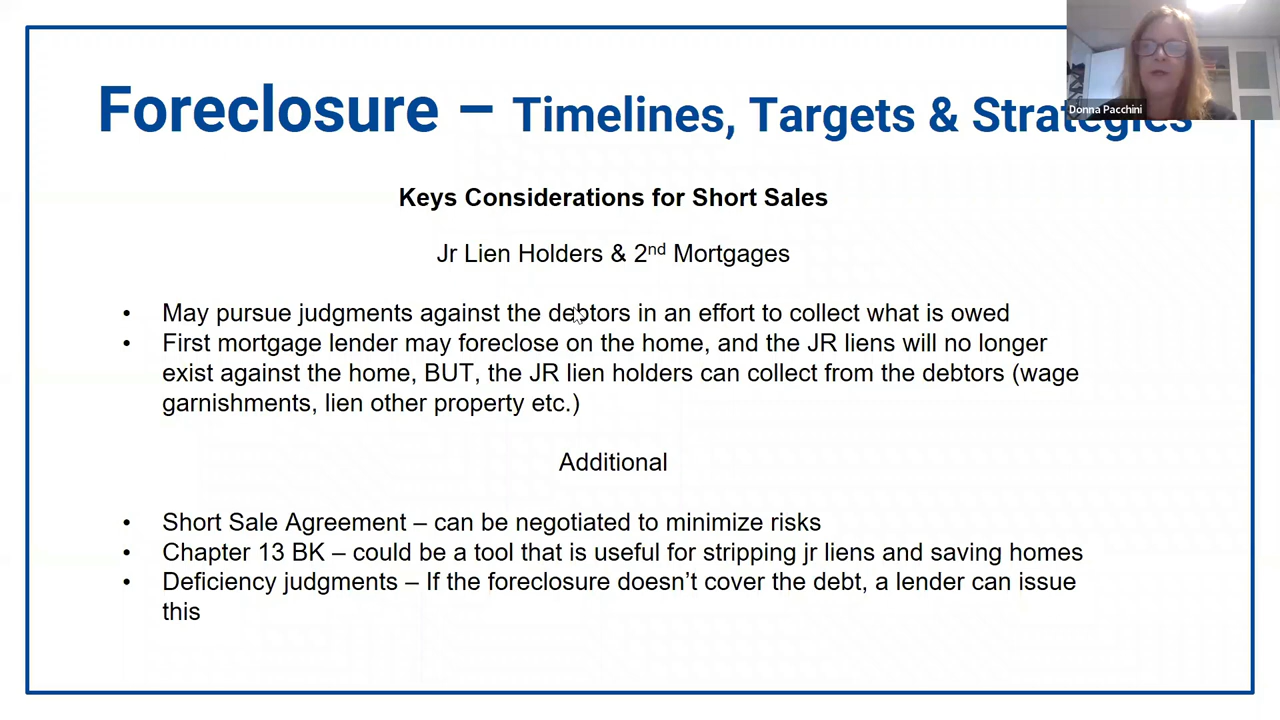 Foreclosure – Timelines, Targets & Strategies
Donna Pacchini
Keys Considerations for Short Sales
Jr Lien Holders & 2nd Mortgages
• May pursue judgments against the debtors in an effort to collect what is owed
• First mortgage lender may foreclose on the home, and the JR liens will no longer
exist against the home, BUT, the JR lien holders can collect from the debtors (wage
garnishments, lien other property etc.)
Additional
• Short Sale Agreement – can be negotiated to minimize risks
• Chapter 13 BK – could be a tool that is useful for stripping jr liens and saving homes
• Deficiency judgments – If the foreclosure doesn’t cover the debt, a lender can issue
this